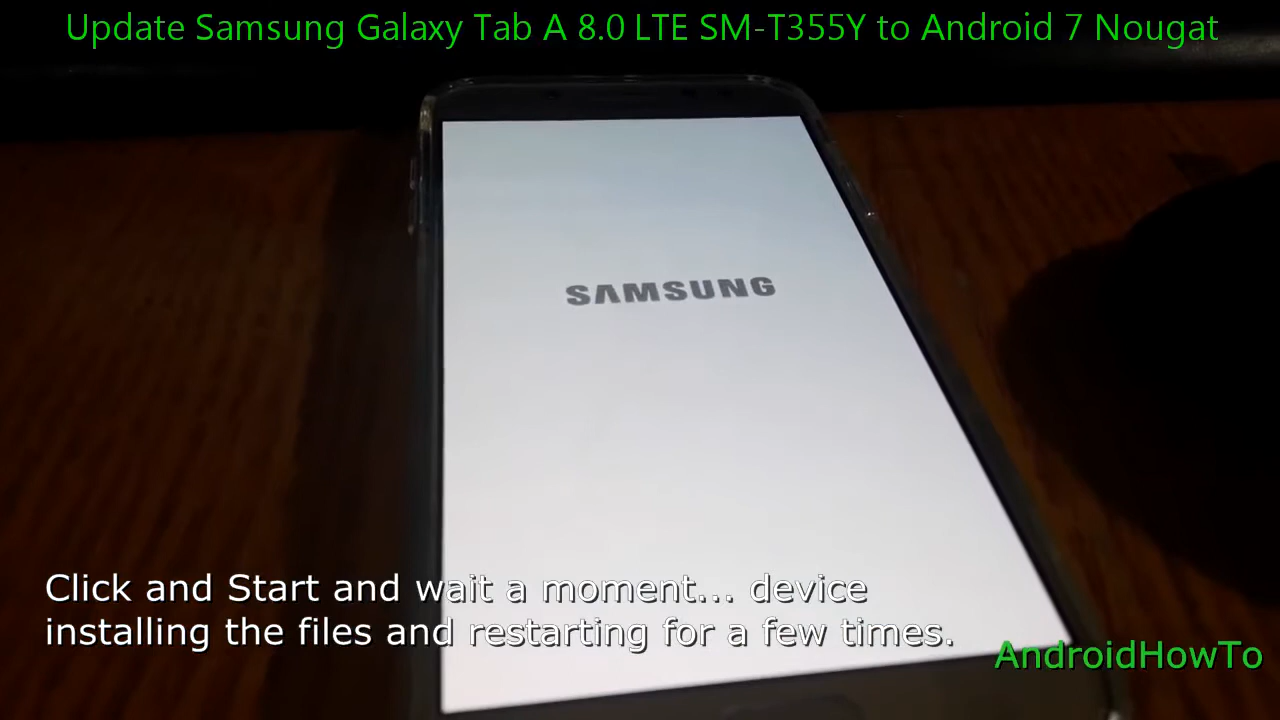 Update Samsung Galaxy Tab A 8.0 LTE SM-T355Y to Android 7 Nougat
SAMSUNG
Click and Start and wait a moment... device
installing the files and restarting for a few times.
AndroidHowTo